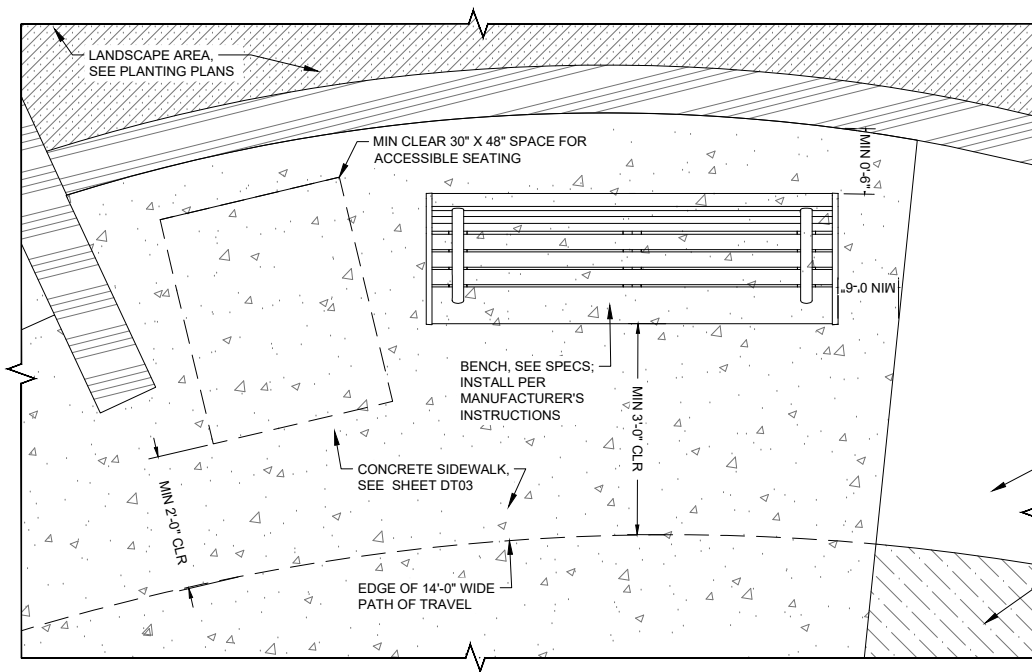 LANDSCAPE AREA,
SEE PLANTING PLANS
MIN CLEAR 30" X 48" SPACE FOR
ACCESSIBLE SEATING
MIN 0'-6"
MIN 0'-6"
BENCH, SEE SPECS;
INSTALL PER
MANUFACTURER'S
INSTRUCTIONS
MIN 3'-0" CLR
CONCRETE SIDEWALK,
SEE SHEET DT03
MIN 2'-0" CLR
EDGE OF 14'-0" WIDE
PATH OF TRAVEL